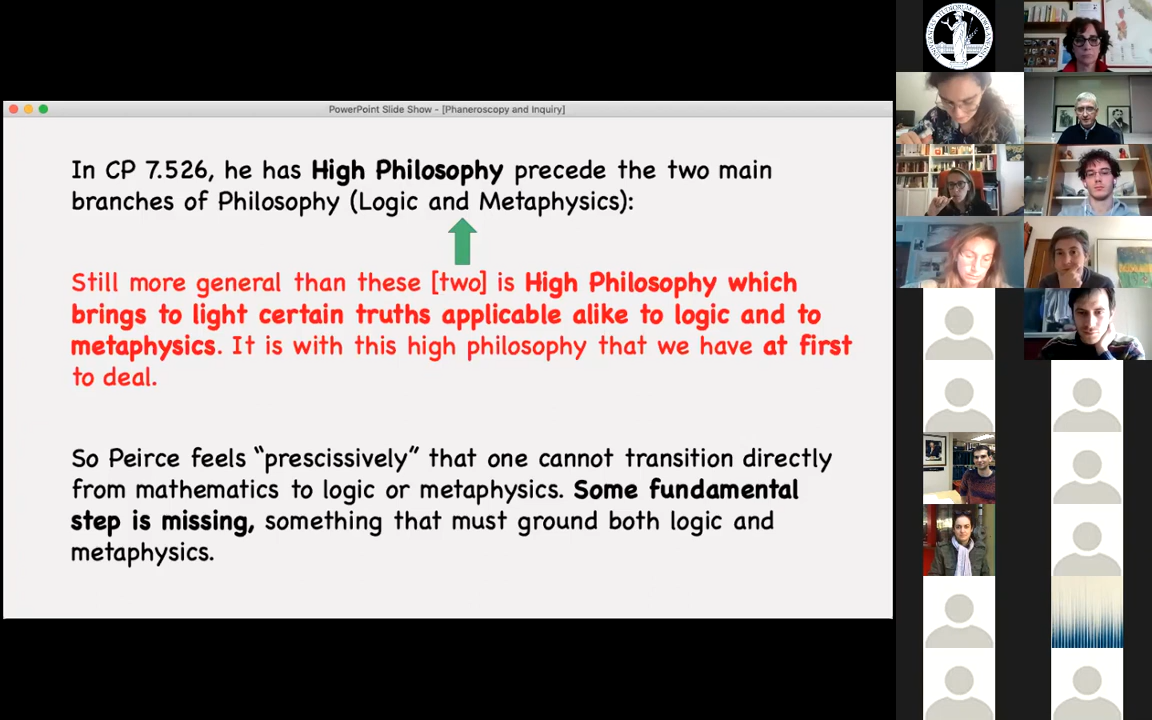 PowerPoint Slide Show - [Phaneroscopy and Inquiry]
In CP 7.526, he has High Philosophy precede the two main
branches of Philosophy (Logic and Metaphysics):
Still more general than these [two] is High Philosophy which
brings to light certain truths applicable alike to logic and to
metaphysics. It is with this high philosophy that we have at first
to deal.
So Peirce feels “prescissively” that one cannot transition directly
from mathematics to logic or metaphysics. Some fundamental
step is missing, something that must ground both logic and
metaphysics.
UNIVERSITAS STUDIORUM MEDIOLANENSIS